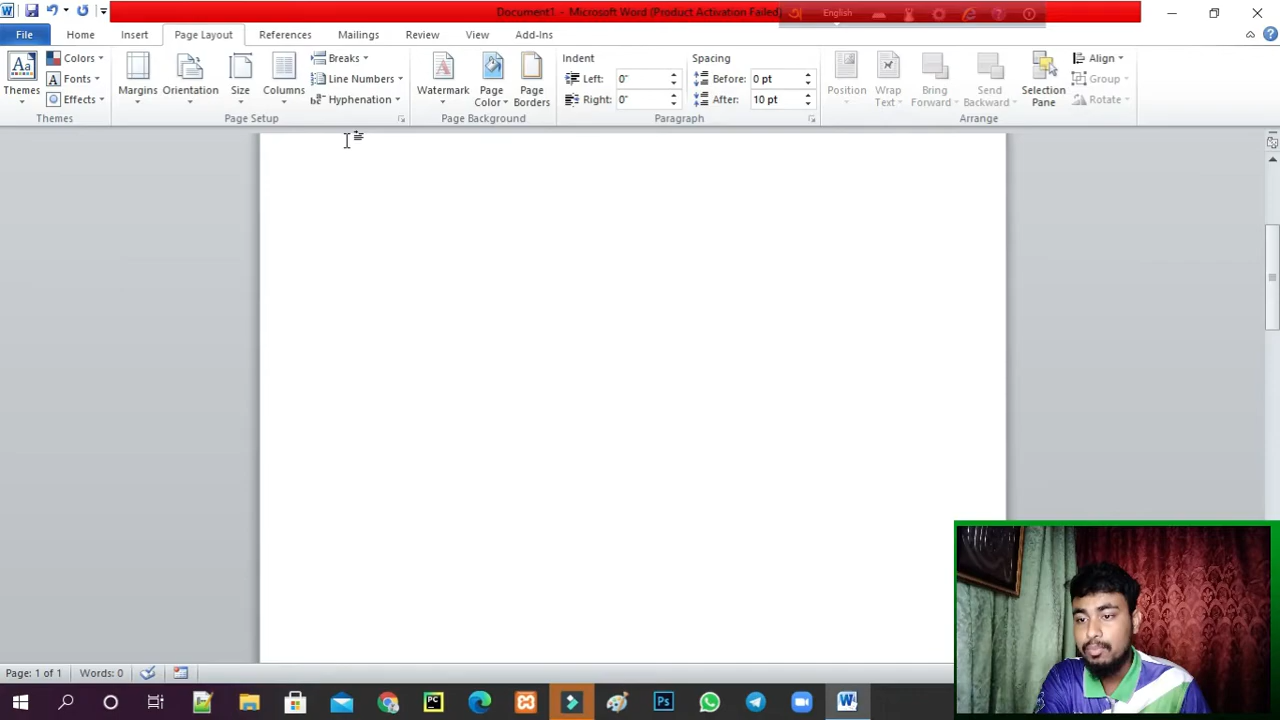 Document1 - Microsoft Word (Product Activation Failed)
English
File Home Insert Page Layout References Mailings Review View Add-Ins
Themes
Colors
Fonts
Effects
Themes
Margins
Orientation
Size
Columns
Breaks
Line Numbers
Hyphenation
Page Setup
Watermark
Page Color
Page Borders
Page Background
Indent
Left: 0"
Right: 0"
Spacing
Before: 0 pt
After: 10 pt
Paragraph
Position
Wrap Text
Bring Forward
Send Backward
Selection Pane
Align
Group
Rotate
Arrange
Page: 1 of 1 Words: 0